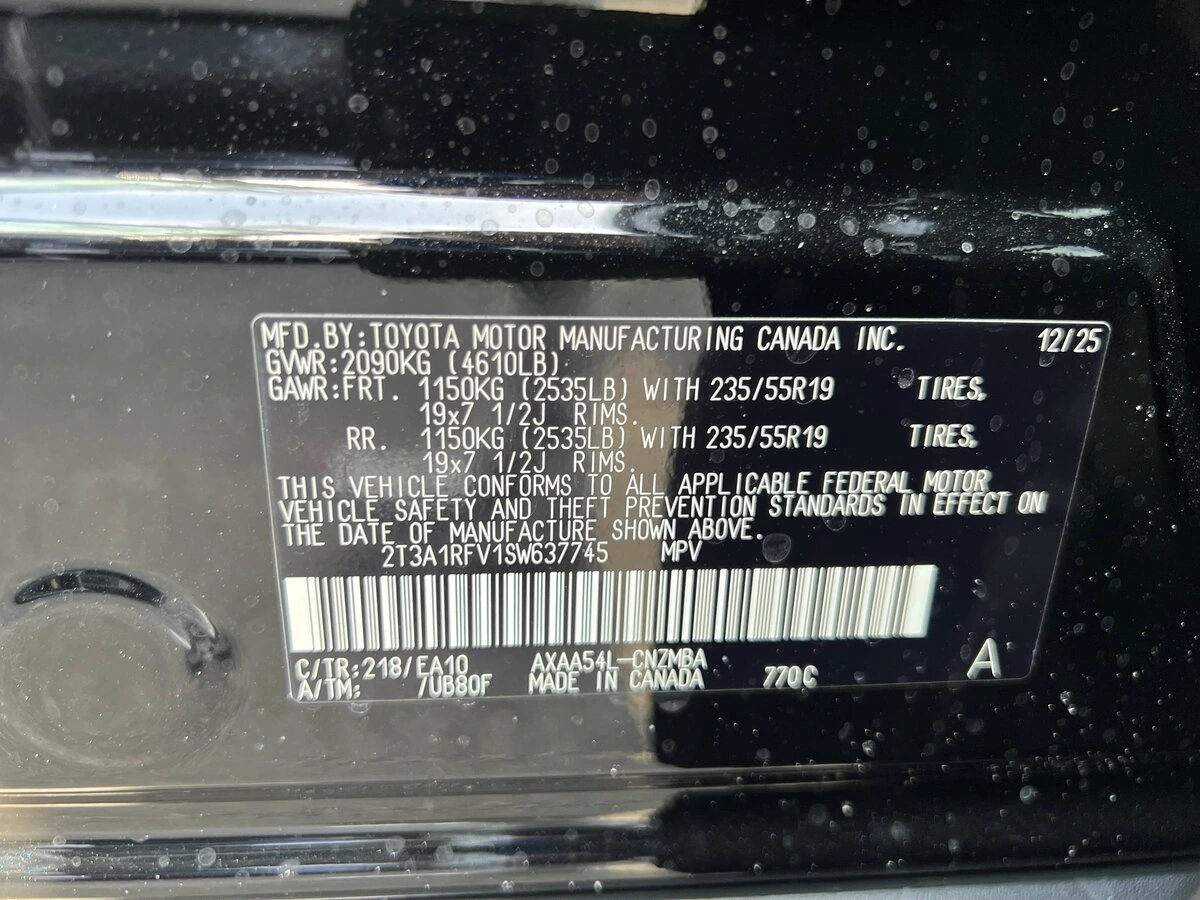 MFD.BY:TOYOTA MOTOR MANUFACTURING CANADA INC. 12/25
GVWR:2090KG (4610LB)
GAWR:FRT. 1150KG (2535LB) WITH 235/55R19 TIRES,
19x7 1/2J RIMS.
RR. 1150KG (2535LB) WITH 235/55R19 TIRES,
19x7 1/2J RIMS.
THIS VEHICLE CONFORMS TO ALL APPLICABLE FEDERAL MOTOR
VEHICLE SAFETY AND THEFT PREVENTION STANDARDS IN EFFECT ON
THE DATE OF MANUFACTURE SHOWN ABOVE.
2T3A1RFV1SW637745 MPV
C/TR:218/EA10 AXAA54L-CNZMBA
A/TM: /UB80F MADE IN CANADA 770C A